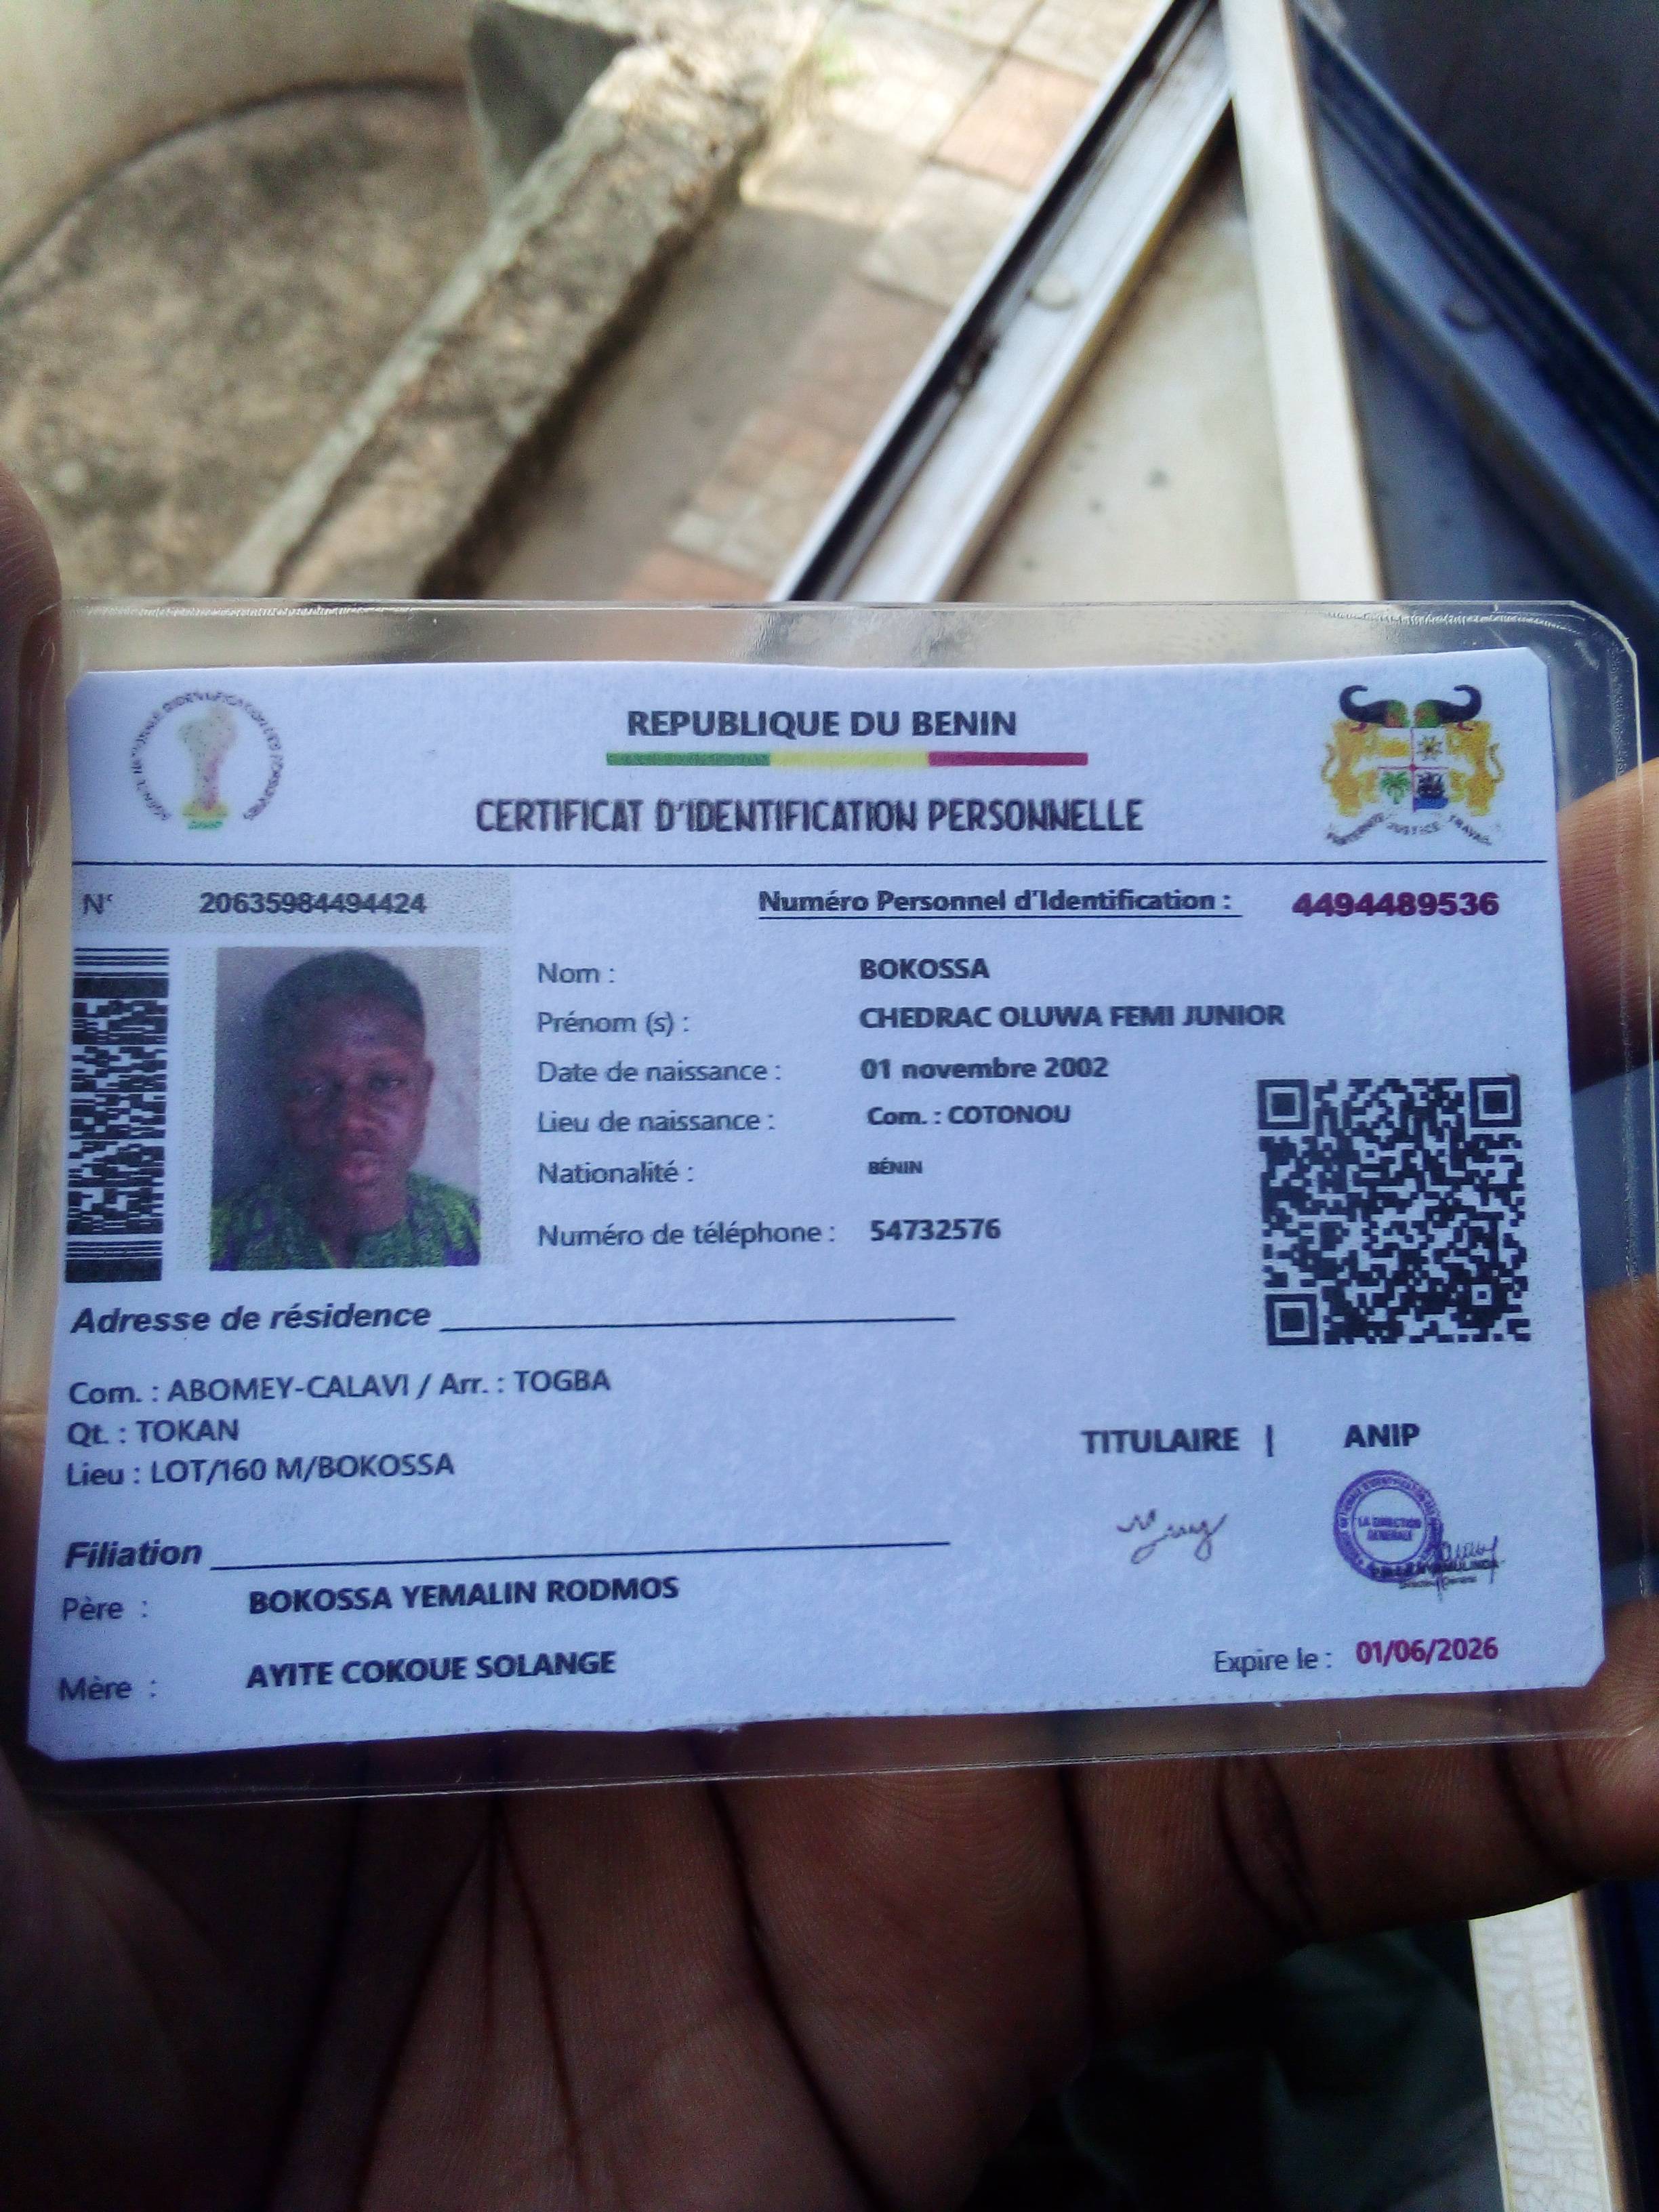 REPUBLIQUE DU BENIN
CERTIFICAT D'IDENTIFICATION PERSONNELLE
FRATERNITE JUSTICE TRAVAIL
N° 20635984494424
Numéro Personnel d'Identification : 4494489536
Nom : BOKOSSA
Prénom (s) : CHEDRAC OLUWA FEMI JUNIOR
Date de naissance : 01 novembre 2002
Lieu de naissance : Com. : COTONOU
Nationalité : BÉNIN
Numéro de téléphone : 54732576
Adresse de résidence
Com. : ABOMEY-CALAVI / Arr. : TOGBA
Qt. : TOKAN
Lieu : LOT/160 M/BOKOSSA
TITULAIRE | ANIP
LA DIRECTION GENERALE
Filiation
Père : BOKOSSA YEMALIN RODMOS
Mère : AYITE COKOUE SOLANGE
Expire le : 01/06/2026